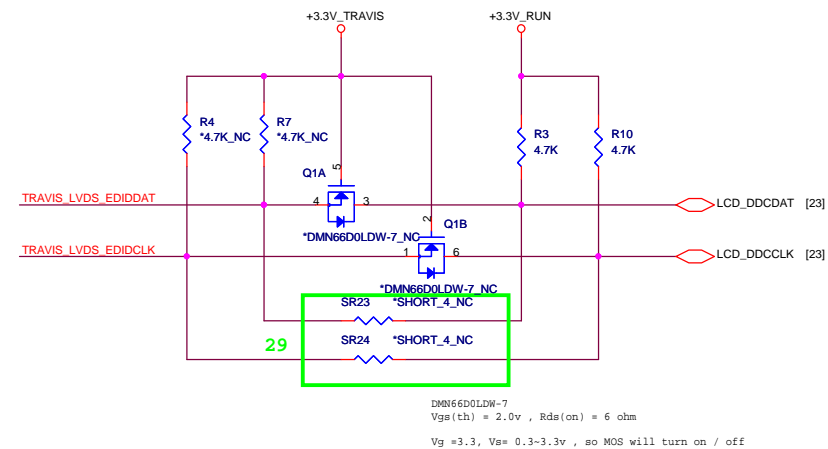 +3.3V_TRAVIS
+3.3V_RUN
R4
*4.7K_NC
R7
*4.7K_NC
R3
4.7K
R10
4.7K
Q1A
5
TRAVIS_LVDS_EDIDDAT
4
3
LCD_DDCDAT [23]
2
Q1B
*DMN66D0LDW-7_NC
TRAVIS_LVDS_EDIDCLK
1
6
LCD_DDCCLK [23]
*DMN66D0LDW-7_NC
SR23 *SHORT_4_NC
29
SR24 *SHORT_4_NC
DMN66D0LDW-7
Vgs(th) = 2.0v , Rds(on) = 6 ohm
Vg =3.3, Vs= 0.3~3.3v , so MOS will turn on / off